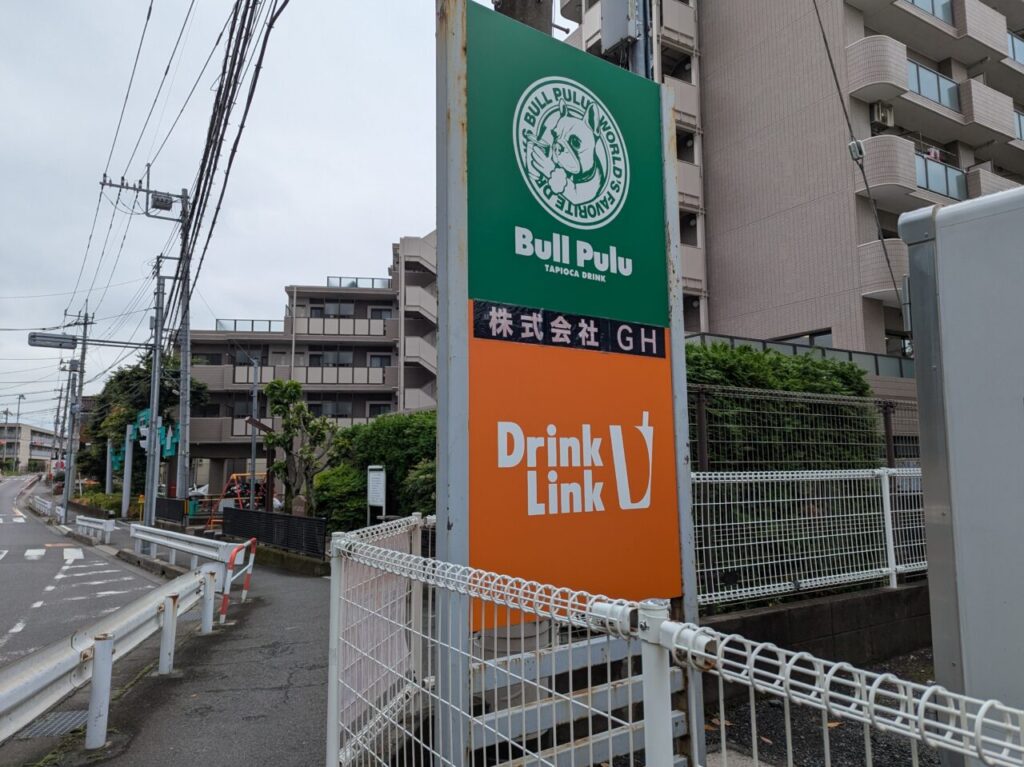 BULL PULU WORLD'S FAVORITE.DR
Bull Pulu
TAPIOCA DRINK
株式会社 GH
Drink
Link